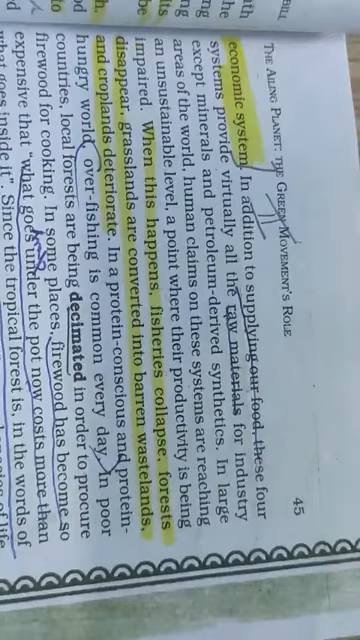 THE AILING PLANET: THE GREEN MOVEMENT'S ROLE 45
economic system. In addition to supplying our food, these four
systems provide virtually all the raw materials for industry
except minerals and petroleum-derived synthetics. In large
areas of the world, human claims on these systems are reaching
an unsustainable level, a point where their productivity is being
impaired. When this happens, fisheries collapse, forests
disappear, grasslands are converted into barren wastelands,
and croplands deteriorate. In a protein-conscious and protein-
hungry world, over-fishing is common every day. In poor
countries, local forests are being decimated in order to procure
firewood for cooking. In some places, firewood has become so
expensive that "what goes under the pot now costs more than
what goes inside it". Since the tropical forest is, in the words of